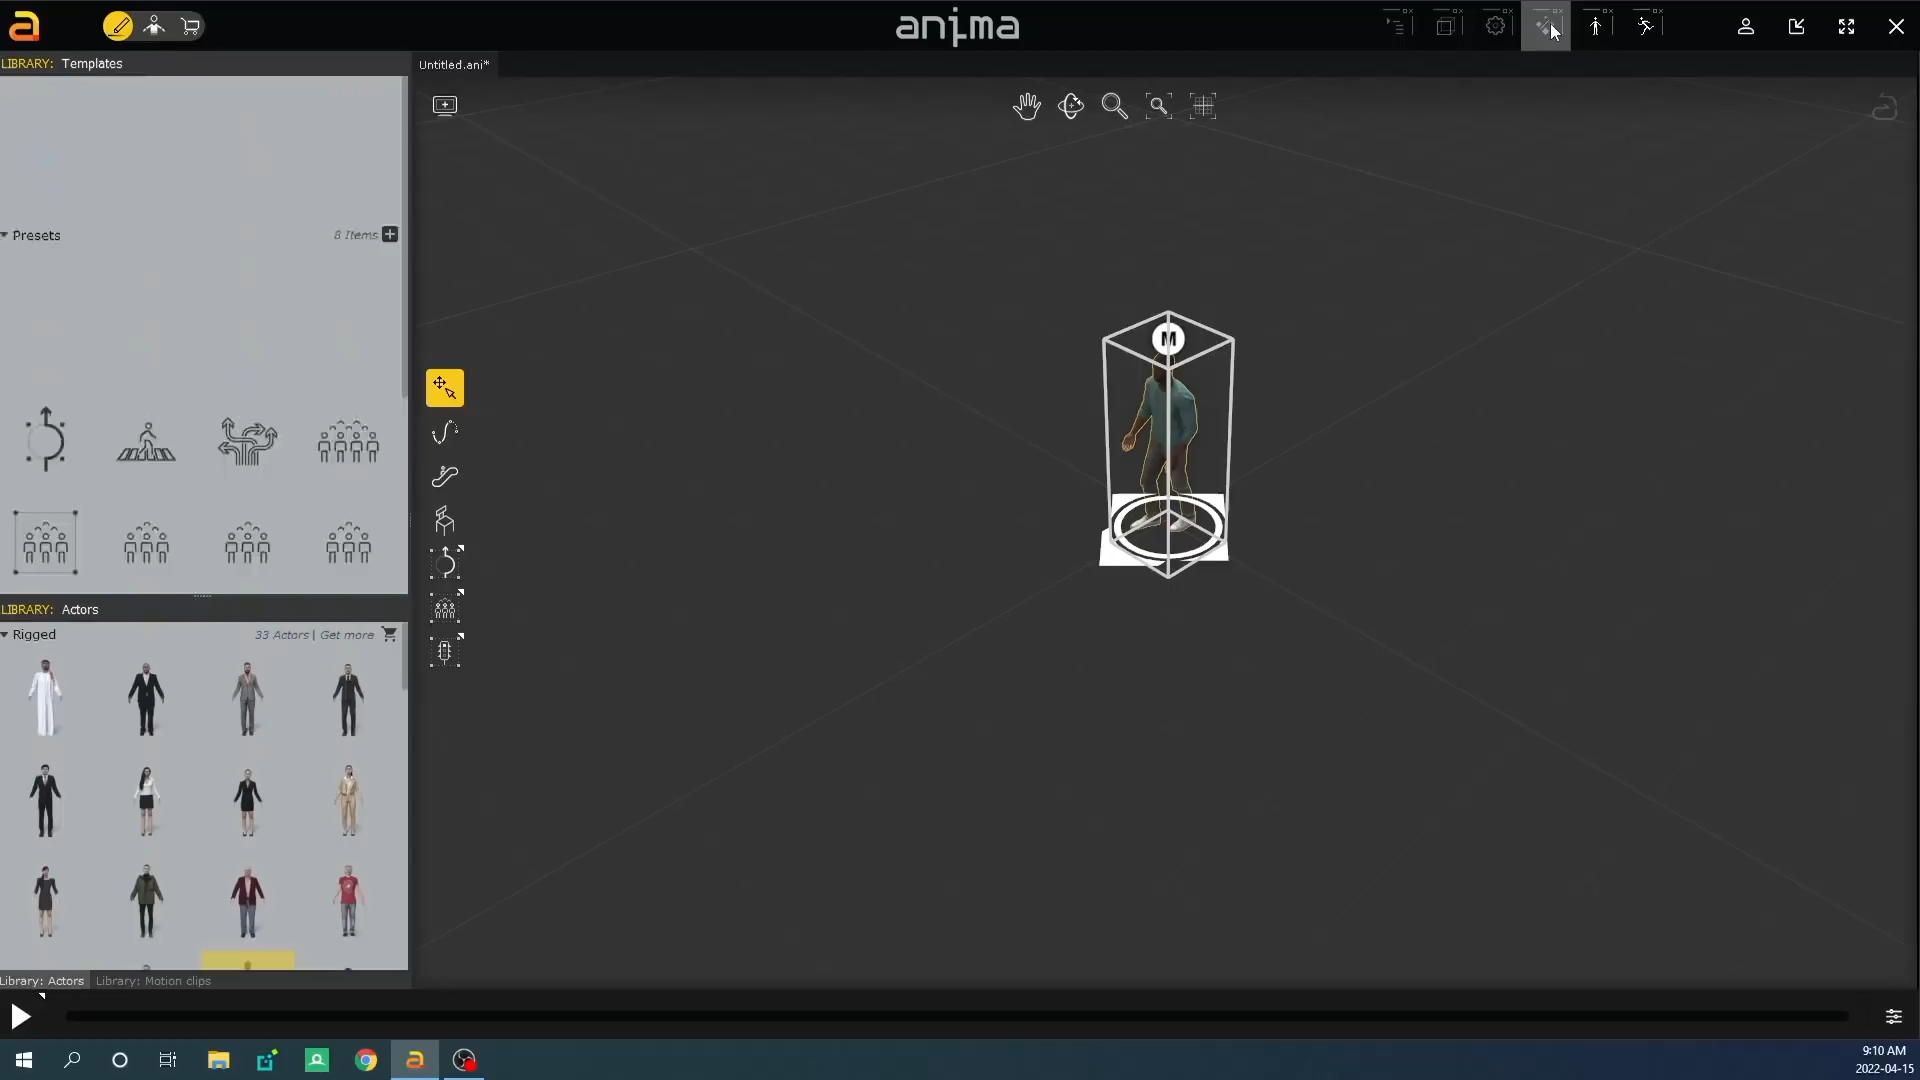 anima
LIBRARY: Templates
Untitled.ani*
Presets
8 Items
M
LIBRARY: Actors
Rigged
33 Actors | Get more
Library: Actors
Library: Motion clips
9:10 AM
2022-04-15